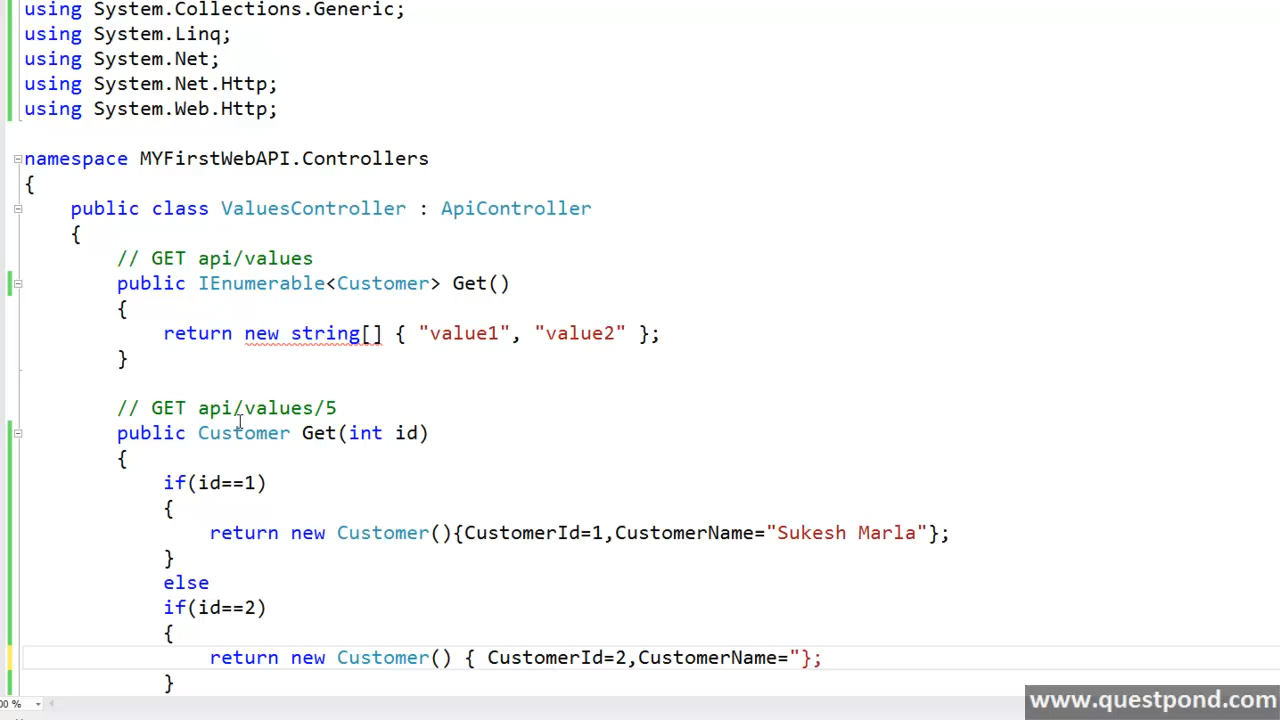 using System.Collections.Generic;
using System.Linq;
using System.Net;
using System.Net.Http;
using System.Web.Http;
namespace MYFirstWebAPI.Controllers
{
public class ValuesController : ApiController
{
// GET api/values
public IEnumerable<Customer> Get()
{
return new string[] { "value1", "value2" };
}
// GET api/values/5
public Customer Get(int id)
{
if(id==1)
{
return new Customer(){CustomerId=1,CustomerName="Sukesh Marla"};
}
else
if(id==2)
{
return new Customer() { CustomerId=2,CustomerName="};
}
00 %
www.questpond.com